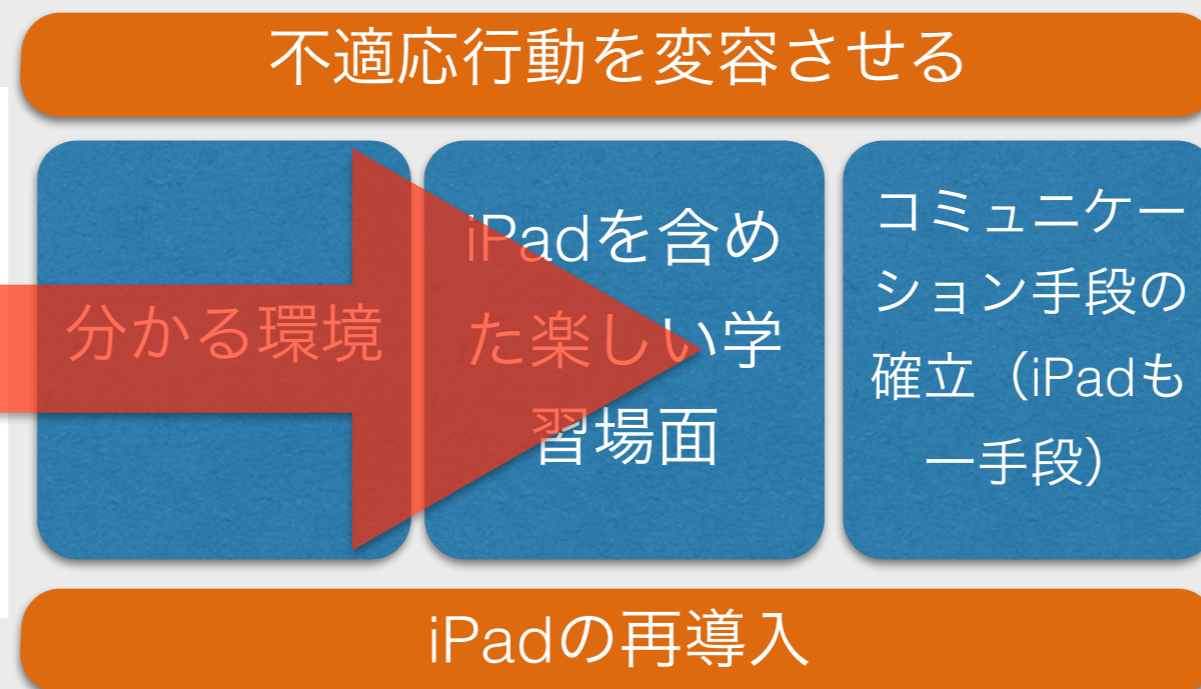 不適応行動を変容させる
分かる環境
iPadを含め
た楽しい学
習場面
コミュニケー
ション手段の
確立（iPadも
一手段）
iPadの再導入